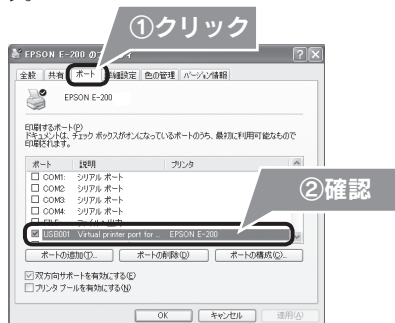 ①クリック
EPSON E-200 の
全般 共有 ポート 詳細設定 色の管理 バージョン情報
EPSON E-200
印刷するポート(P)
ドキュメントは、チェック ボックスがオンになっているポートのうち、最初に利用可能なもので
印刷されます。
ポート 説明 プリンタ
COM1: シリアル ポート
COM2: シリアル ポート
COM3: シリアル ポート
COM4: シリアル ポート
②確認
USB001 Virtual printer port for ... EPSON E-200
ポートの追加(T)... ポートの削除(D) ポートの構成(C)...
双方向サポートを有効にする(E)
プリンタ プールを有効にする(N)
OK キャンセル 適用(A)